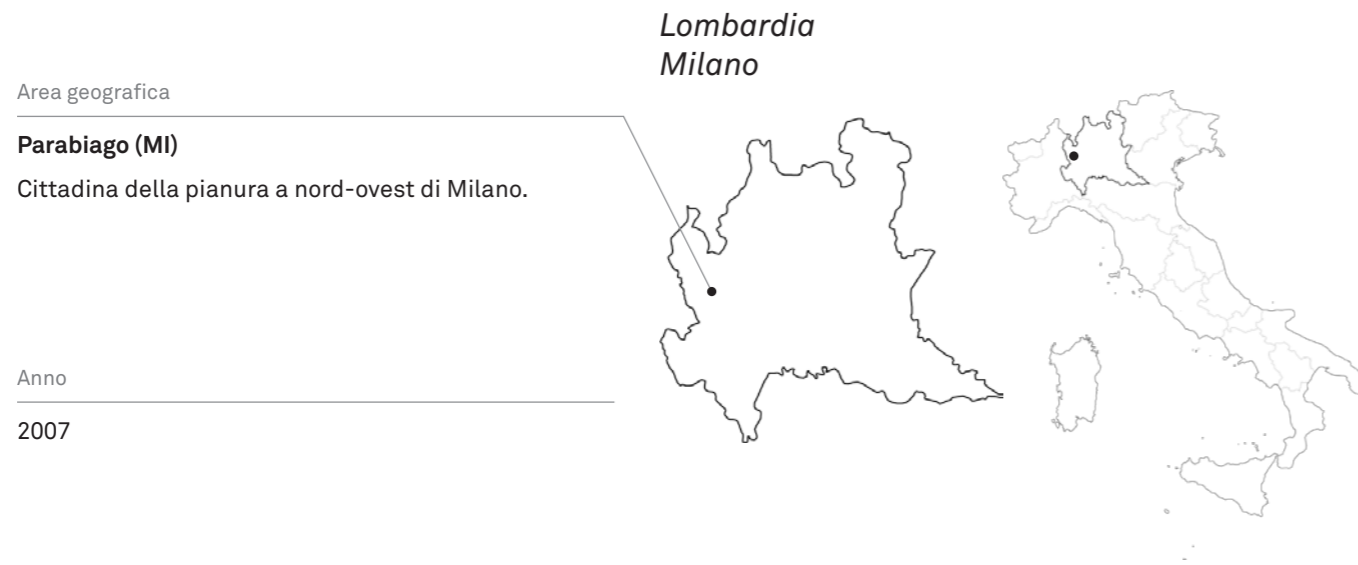 Lombardia
Milano
Area geografica
Parabiago (MI)
Cittadina della pianura a nord-ovest di Milano.
Anno
2007